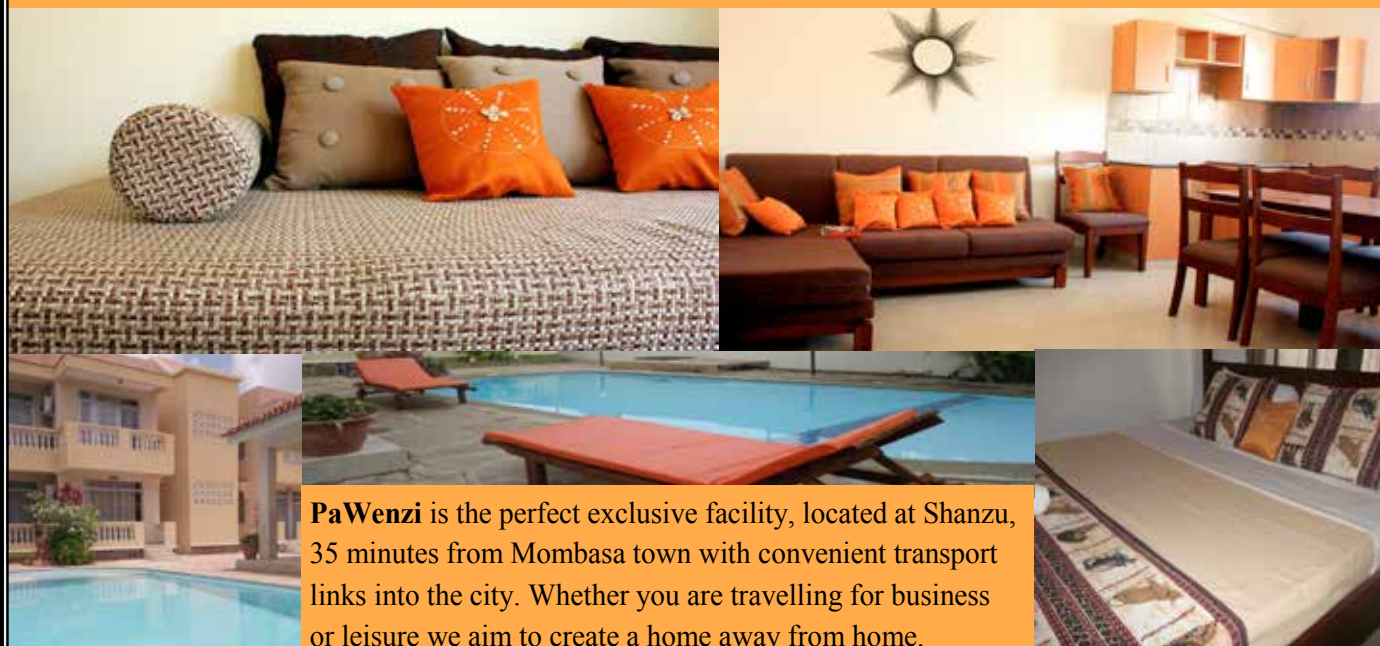 PaWenzi is the perfect exclusive facility, located at Shanzu,
35 minutes from Mombasa town with convenient transport
links into the city. Whether you are travelling for business
or leisure we aim to create a home away from home.